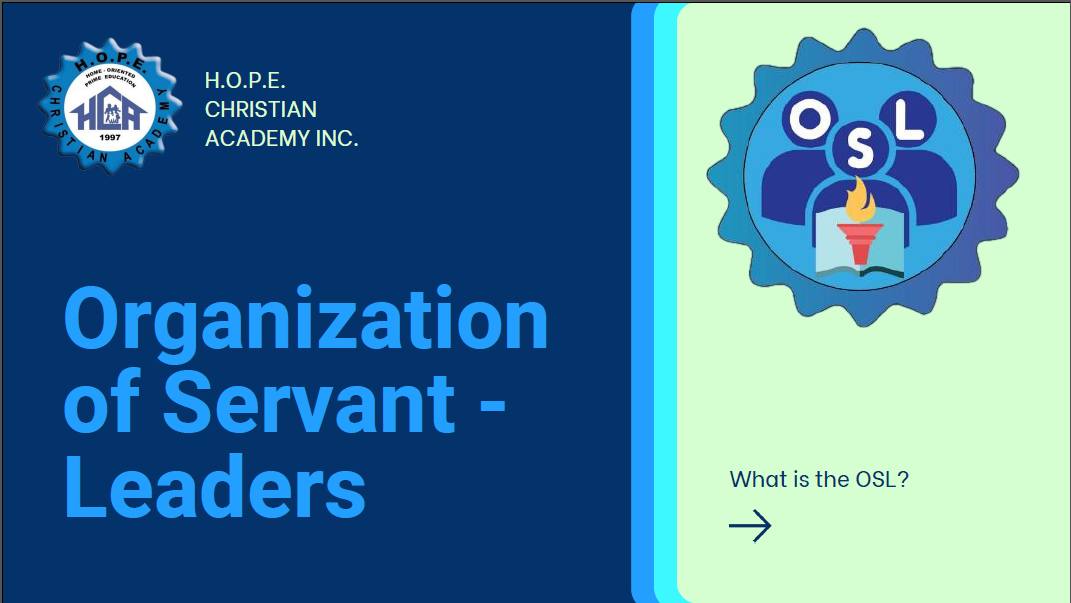 H.O.P.E.
HOME - ORIENTED
PRIME EDUCATION
HCA
1997
CHRISTIAN ACADEMY
H.O.P.E.
CHRISTIAN
ACADEMY INC.
Organization
of Servant -
Leaders
O S L
What is the OSL?